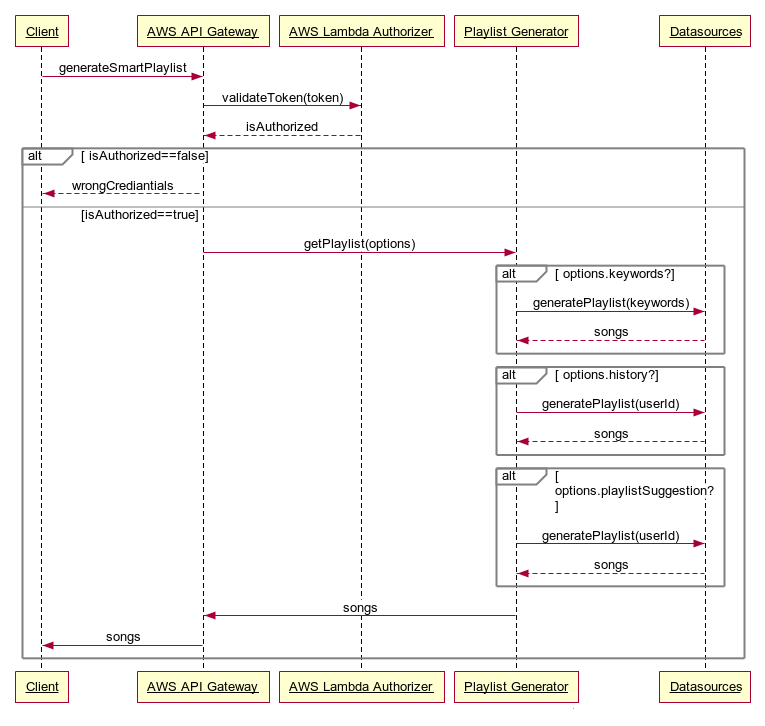 Client
AWS API Gateway
AWS Lambda Authorizer
Playlist Generator
Datasources
generateSmartPlaylist
validateToken(token)
isAuthorized
alt
[ isAuthorized==false]
wrongCrediantials
[isAuthorized==true]
getPlaylist(options)
alt
[ options.keywords?]
generatePlaylist(keywords)
songs
alt
[ options.history?]
generatePlaylist(userId)
songs
alt
[
options.playlistSuggestion?
]
generatePlaylist(userId)
songs
songs
songs
Client
AWS API Gateway
AWS Lambda Authorizer
Playlist Generator
Datasources